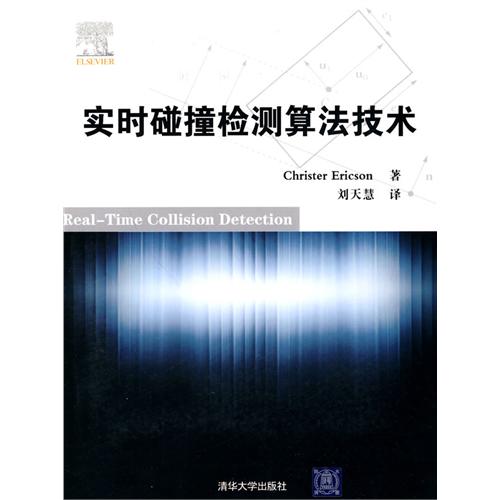 ELSEVIER
实时碰撞检测算法技术
Christer Ericson 著
刘天慧 译
Real-Time Collision Detection
清华大学出版社